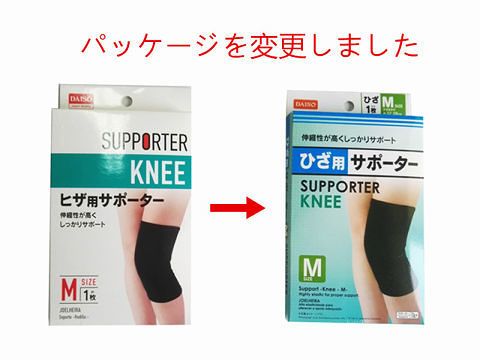 パッケージを変更しました
DAISO
SUPPORTER
KNEE
ヒザ用サポーター
伸縮性が高く
しっかりサポート
M SIZE
1枚
JOELHEIRA
DAISO
ひざ
1枚
M SIZE
伸縮性が高くしっかりサポート
ひざ用サポーター
SUPPORTER
KNEE
M
SIZE
Support -Knee - M-
Highly elastic for proper support
JOELHEIRA